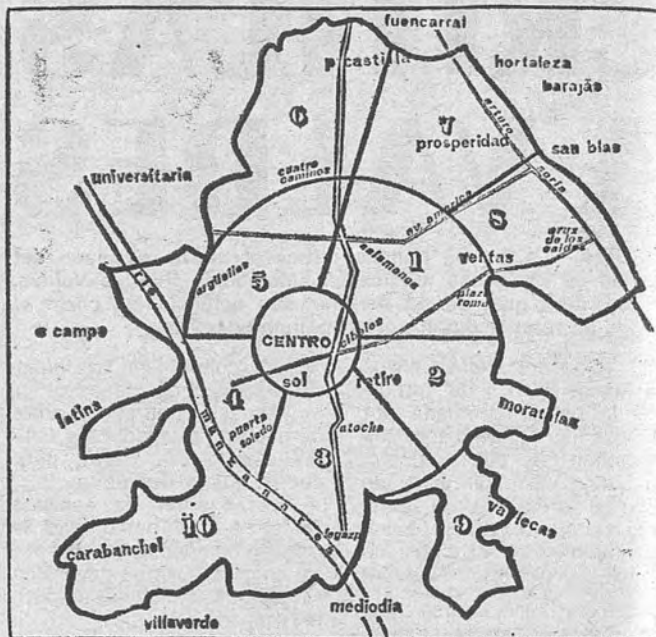 fuencarral
p. castilla
hortaleza
barajas
6
7
arturo
prosperidad
san blas
soria
cuatro caminos
universitaria
av. america
8
cruz de los caidos
1
salamanca
ventas
arguelles
5
plaza roma
rio
e campo
CENTRO
cibeles
sol
retiro
2
4
latina
puerta toledo
moratalaz
atocha
manzanares
3
vallecas
9
10
legazpi
carabanchel
mediodia
villaverde